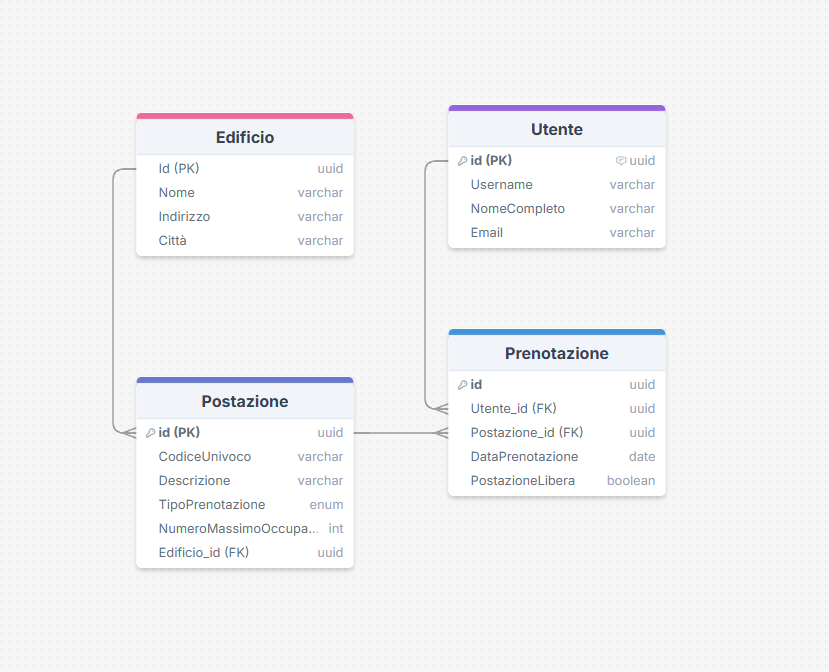 Edificio
Id (PK) uuid
Nome varchar
Indirizzo varchar
Città varchar
Utente
id (PK) uuid
Username varchar
NomeCompleto varchar
Email varchar
Postazione
id (PK) uuid
CodiceUnivoco varchar
Descrizione varchar
TipoPrenotazione enum
NumeroMassimoOccupa... int
Edificio_id (FK) uuid
Prenotazione
id uuid
Utente_id (FK) uuid
Postazione_id (FK) uuid
DataPrenotazione date
PostazioneLibera boolean